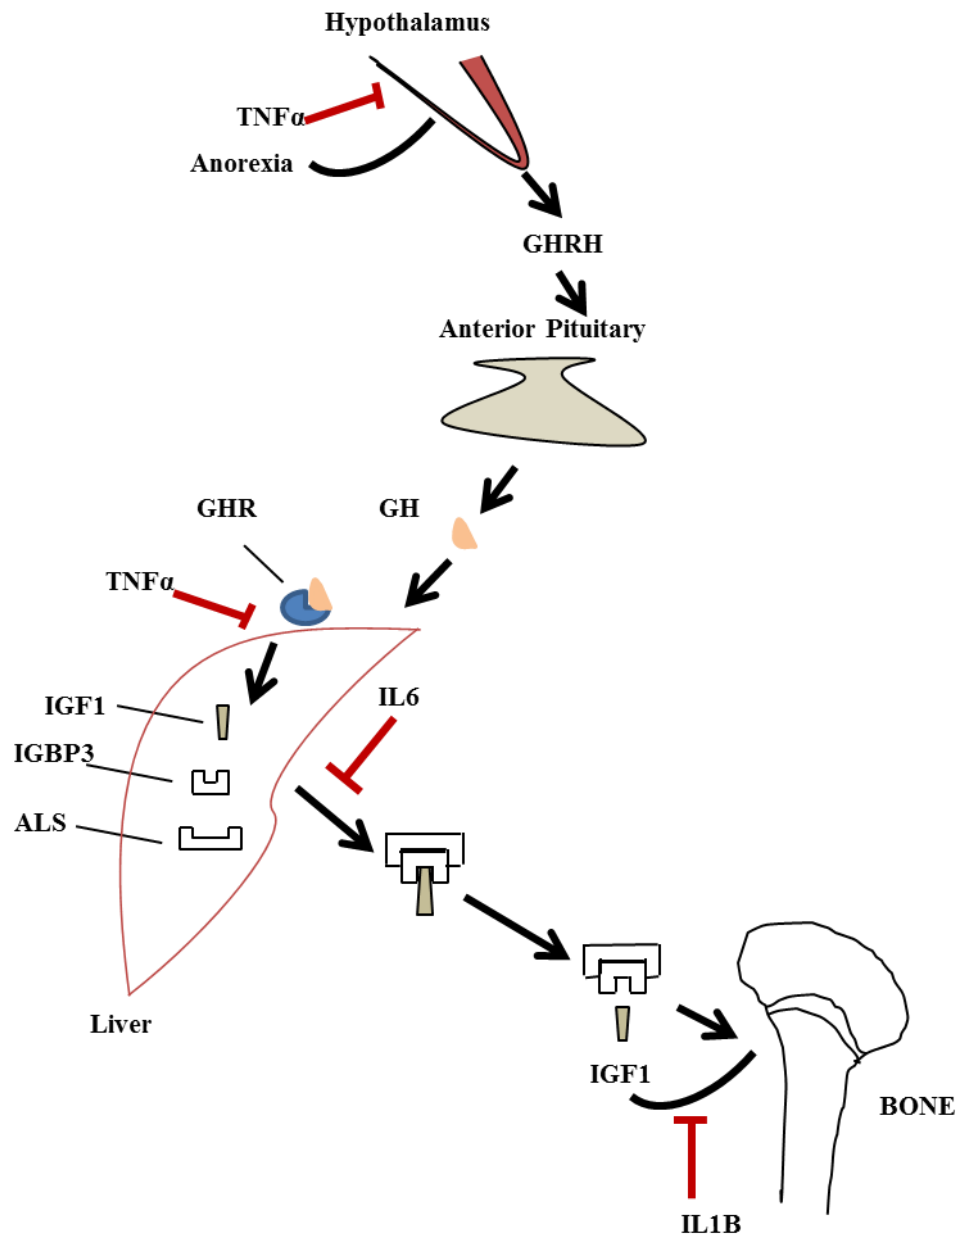 Hypothalamus
TNFα
Anorexia
GHRH
Anterior Pituitary
GHR
GH
TNFα
IL6
IGF1
IGBP3
ALS
Liver
IGF1
BONE
IL1B